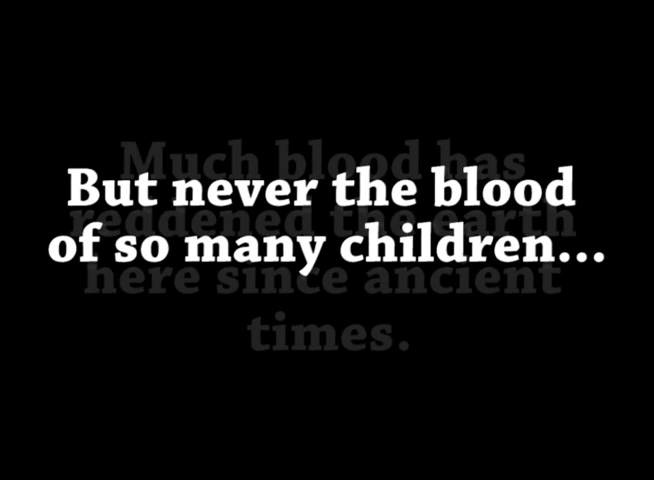 Much blood has
But never the blood
reddened the earth
of so many children...
here since ancient
times.